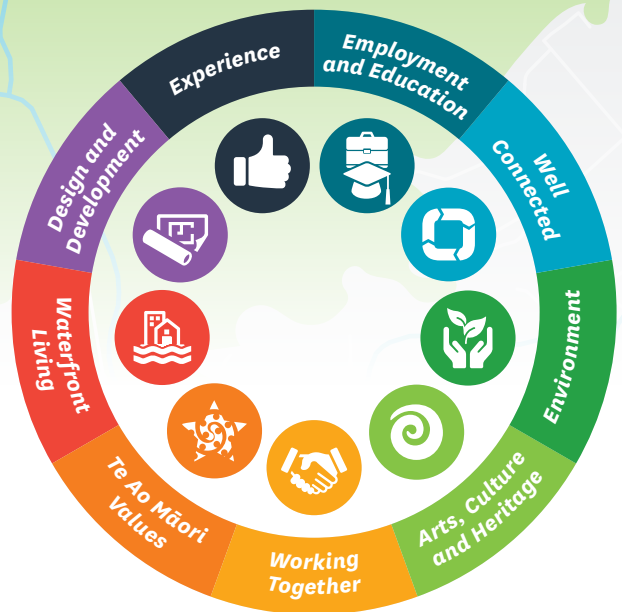 Experience
Employment
and Education
Well
Connected
Environment
Arts, Culture
and Heritage
Working
Together
Te Ao Māori
Values
Waterfront
Living
Design and
Development